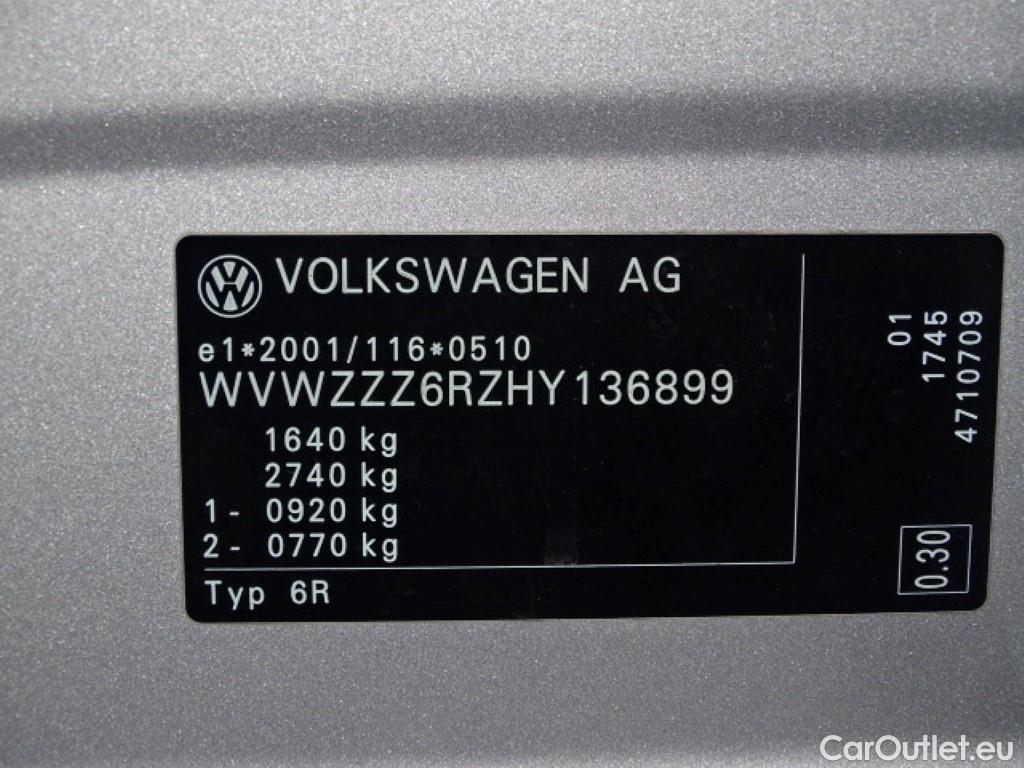 VOLKSWAGEN AG
e1*2001/116*0510
WVWZZZ6RZHY136899
1640 kg
2740 kg
1- 0920 kg
2- 0770 kg
Typ 6R
01
1745
4710709
0.30
CarOutlet.eu